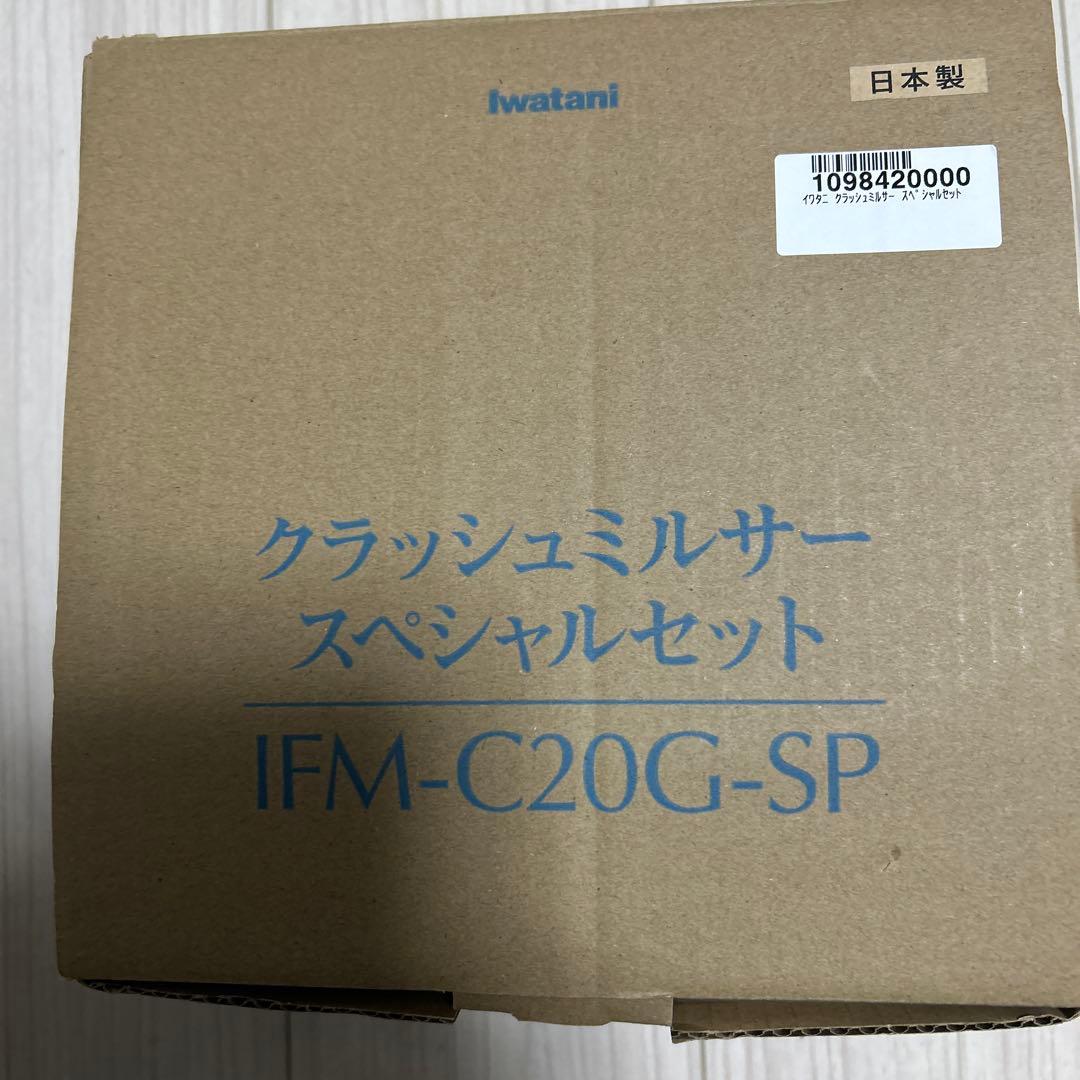 Iwatani
日本製
1098420000
ｲﾜﾀﾆ ｸﾗｯｼｭﾐﾙｻｰ ｽﾍﾟｼｬﾙｾｯﾄ
クラッシュミルサー
スペシャルセット
IFM-C20G-SP